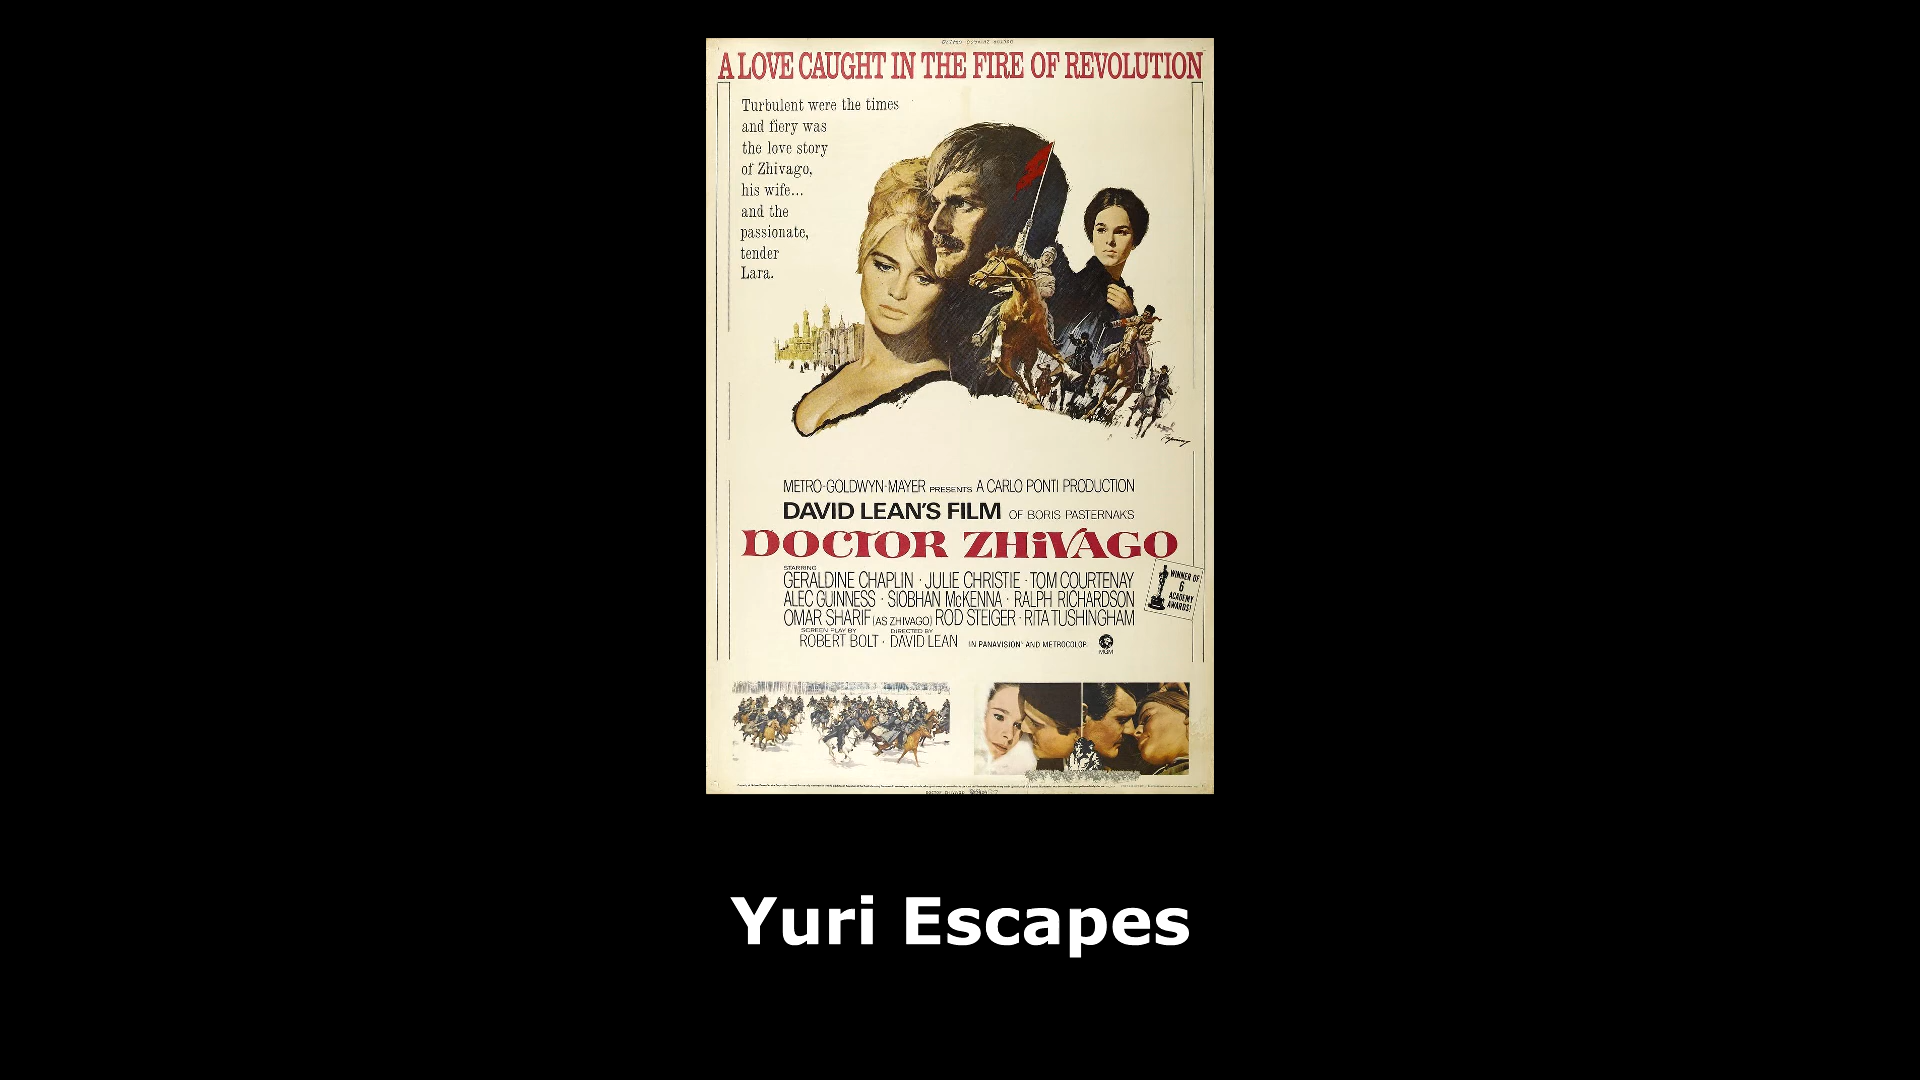 A LOVE CAUGHT IN THE FIRE OF REVOLUTION
Turbulent were the times
and fiery was
the love story
of Zhivago,
his wife...
and the
passionate,
tender
Lara.
METRO-GOLDWYN-MAYER PRESENTS A CARLO PONTI PRODUCTION
DAVID LEAN'S FILM OF BORIS PASTERNAK'S
DOCTOR ZHiVAGO
STARRING
GERALDINE CHAPLIN · JULIE CHRISTIE · TOM COURTENAY
ALEC GUINNESS · SIOBHAN McKENNA · RALPH RICHARDSON
OMAR SHARIF (AS ZHIVAGO) ROD STEIGER · RITA TUSHINGHAM
SCREEN PLAY BY DIRECTED BY
ROBERT BOLT · DAVID LEAN IN PANAVISION® AND METROCOLOR
MGM
WINNER OF
6
ACADEMY
AWARDS!
Yuri Escapes